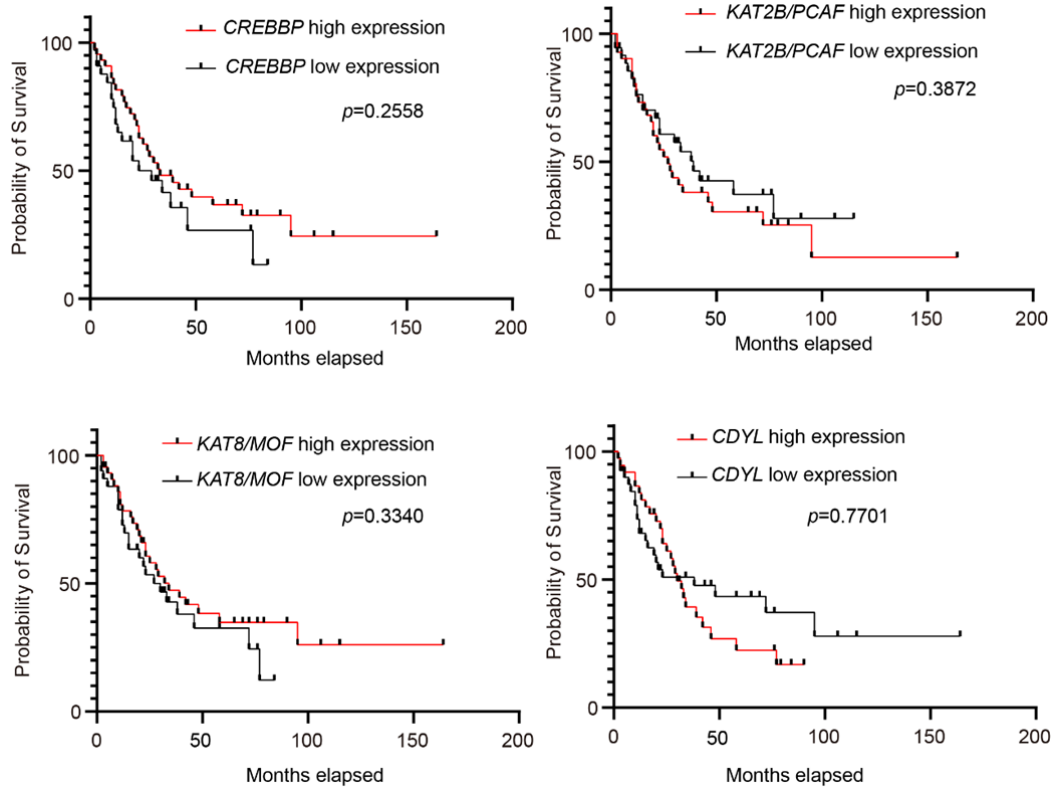 CREBBP high expression
CREBBP low expression
p=0.2558
Probability of Survival
100
50
0
0 50 100 150 200
Months elapsed
KAT2B/PCAF high expression
KAT2B/PCAF low expression
p=0.3872
Probability of Survival
100
50
0
0 50 100 150 200
Months elapsed
KAT8/MOF high expression
KAT8/MOF low expression
p=0.3340
Probability of Survival
100
50
0
0 50 100 150 200
Months elapsed
CDYL high expression
CDYL low expression
p=0.7701
Probability of Survival
100
50
0
0 50 100 150 200
Months elapsed